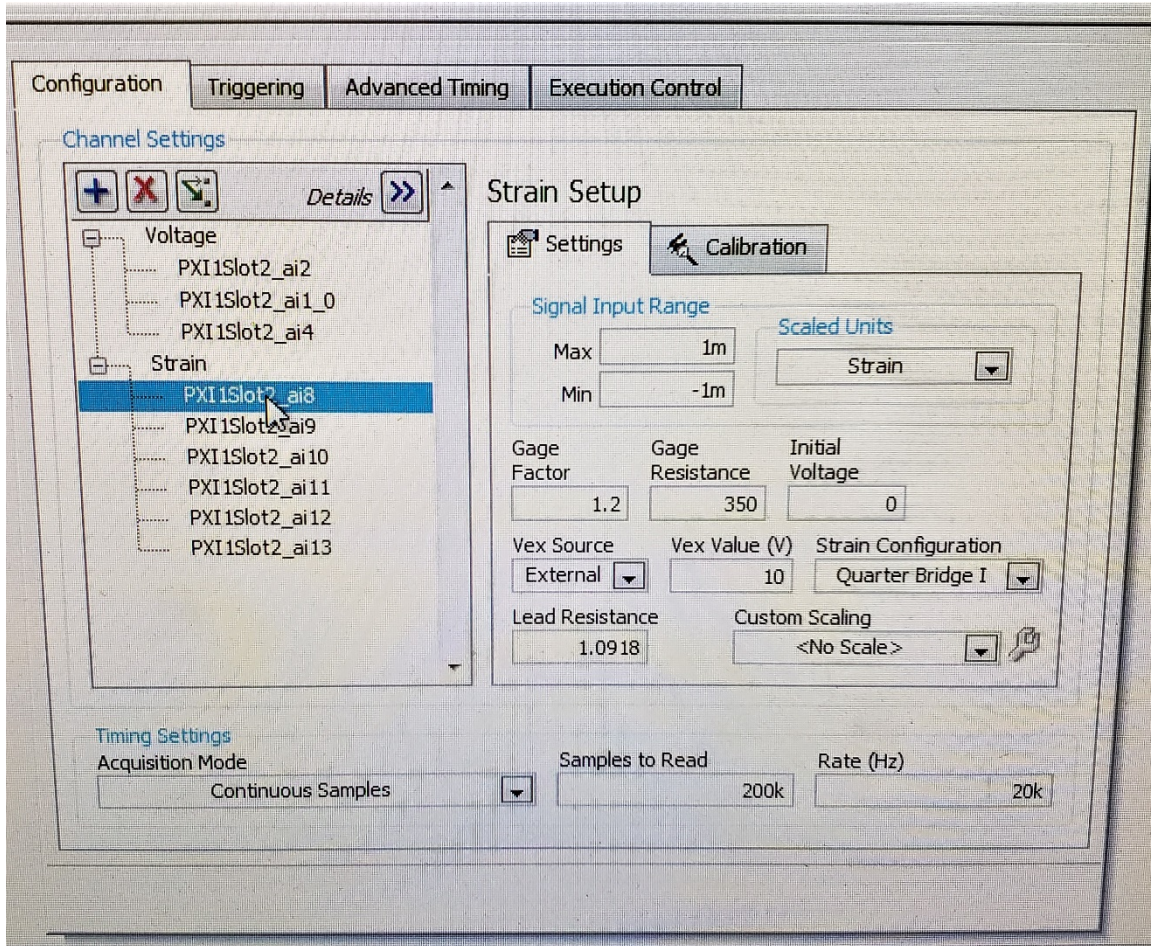 Configuration
Triggering
Advanced Timing
Execution Control
Channel Settings
Details
Voltage
PXI1Slot2_ai2
PXI1Slot2_ai1_0
PXI1Slot2_ai4
Strain
PXI1Slot2_ai8
PXI1Slot2_ai9
PXI1Slot2_ai10
PXI1Slot2_ai11
PXI1Slot2_ai12
PXI1Slot2_ai13
Strain Setup
Settings
Calibration
Signal Input Range
Max 1m
Min -1m
Scaled Units
Strain
Gage
Factor
1.2
Gage
Resistance
350
Initial
Voltage
0
Vex Source
External
Vex Value (V)
10
Strain Configuration
Quarter Bridge I
Lead Resistance
1.0918
Custom Scaling
<No Scale>
Timing Settings
Acquisition Mode
Continuous Samples
Samples to Read
200k
Rate (Hz)
20k